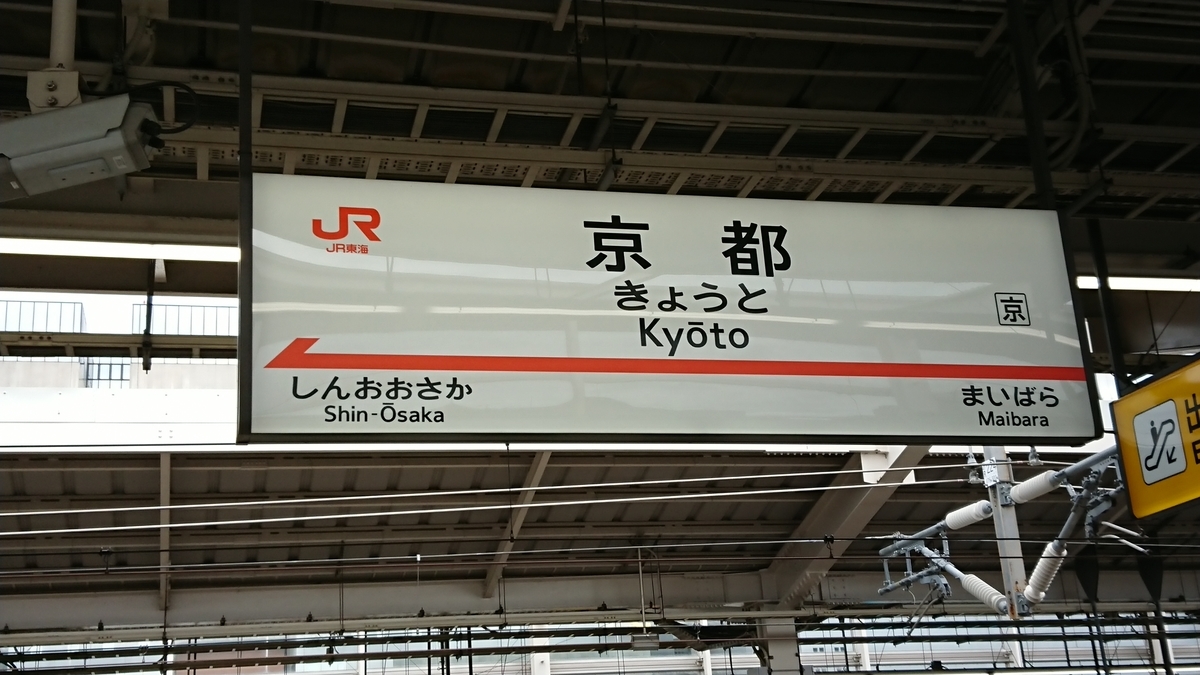 JR
JR東海
京都
きょうと
Kyōto
京
しんおおさか
Shin-Ōsaka
まいばら
Maibara